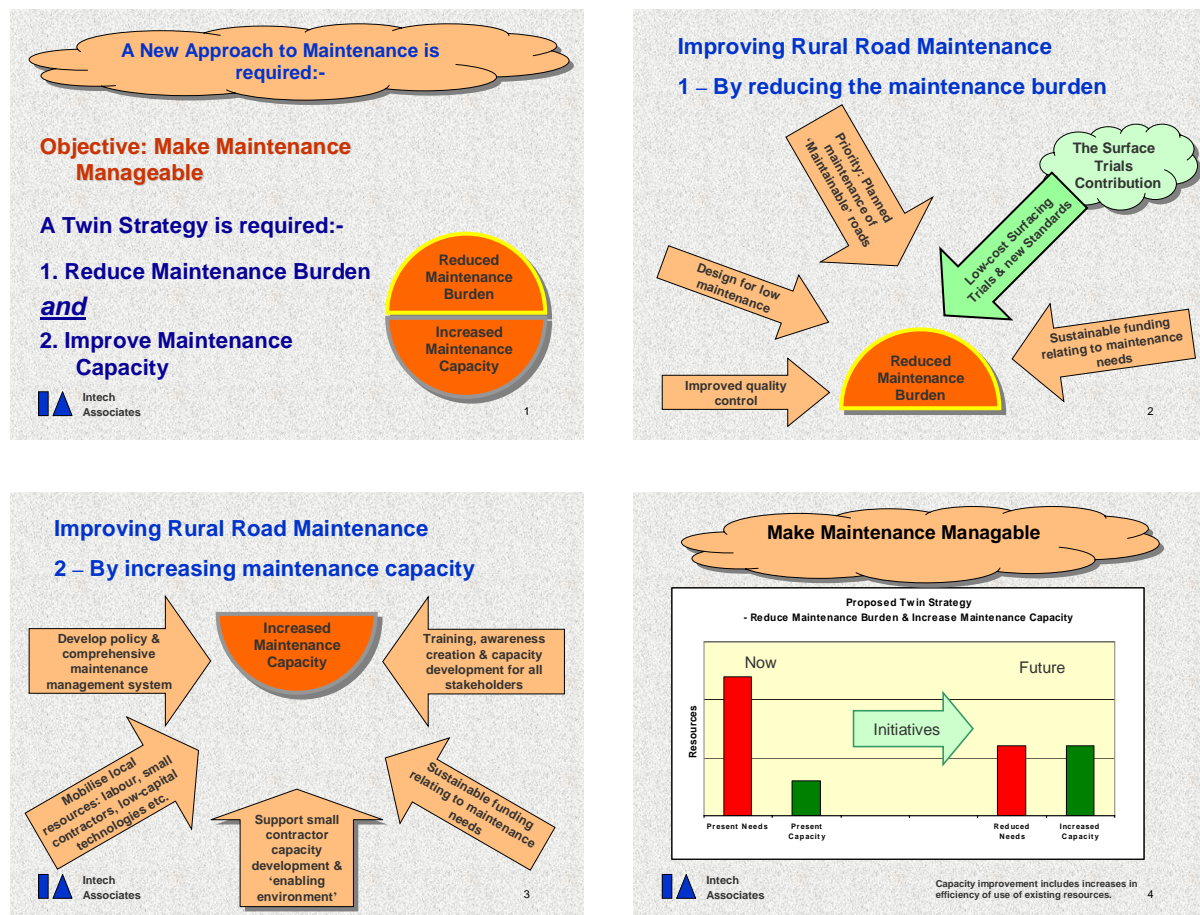 A New Approach to Maintenance is
required:-
Objective: Make Maintenance
Manageable
A Twin Strategy is required:-
1. Reduce Maintenance Burden
and
2. Improve Maintenance
Capacity
Reduced
Maintenance
Burden
Increased
Maintenance
Capacity
Intech
Associates
1
Improving Rural Road Maintenance
1 – By reducing the maintenance burden
Priority: Planned
maintenance of
‘Maintainable’ roads
The Surface
Trials
Contribution
Low-cost Surfacing
Trials & new Standards
Design for low
maintenance
Sustainable funding
relating to maintenance
needs
Improved quality
control
Reduced
Maintenance
Burden
Intech
Associates
2
Improving Rural Road Maintenance
2 – By increasing maintenance capacity
Develop policy &
comprehensive
maintenance
management system
Increased
Maintenance
Capacity
Training, awareness
creation & capacity
development for all
stakeholders
Mobilise local
resources: labour, small
contractors, low-capital
technologies etc.
Support small
contractor
capacity
development &
‘enabling
environment’
Sustainable funding
relating to maintenance
needs
Intech
Associates
3
Make Maintenance Managable
Proposed Twin Strategy
- Reduce Maintenance Burden & Increase Maintenance Capacity
Resources
Now
Future
Initiatives
Present Needs
Present
Capacity
Reduced
Needs
Increased
Capacity
Intech
Associates
Capacity improvement includes increases in
efficiency of use of existing resources.
4